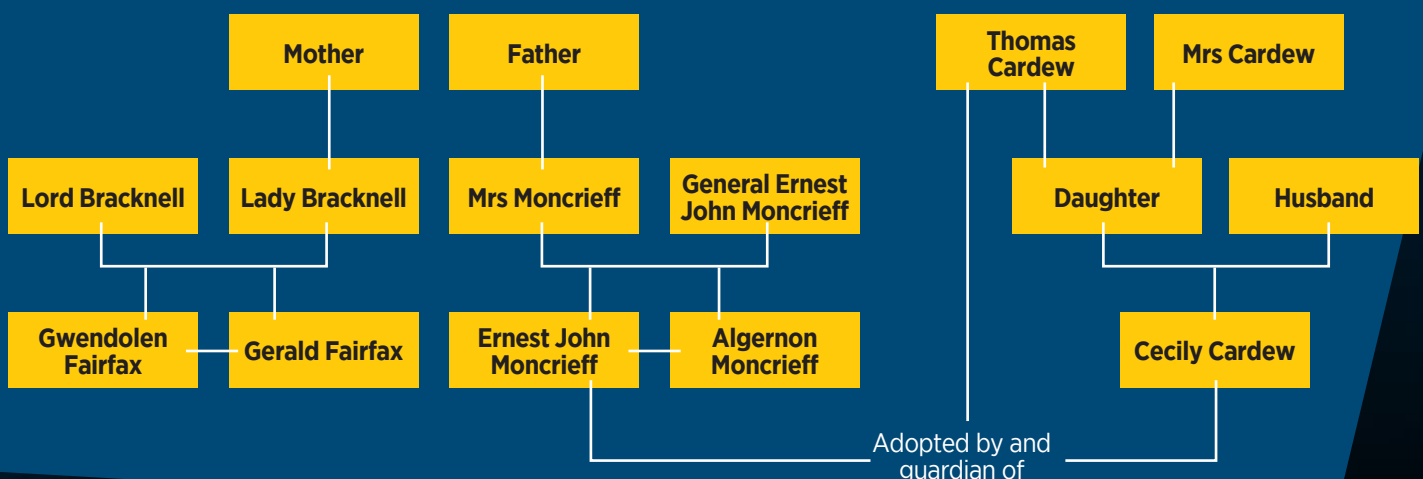 Mother
Father
Thomas
Cardew
Mrs Cardew
Lord Bracknell
Lady Bracknell
Mrs Moncrieff
General Ernest
John Moncrieff
Daughter
Husband
Gwendolen
Fairfax
Gerald Fairfax
Ernest John
Moncrieff
Algernon
Moncrieff
Cecily Cardew
Adopted by and
guardian of